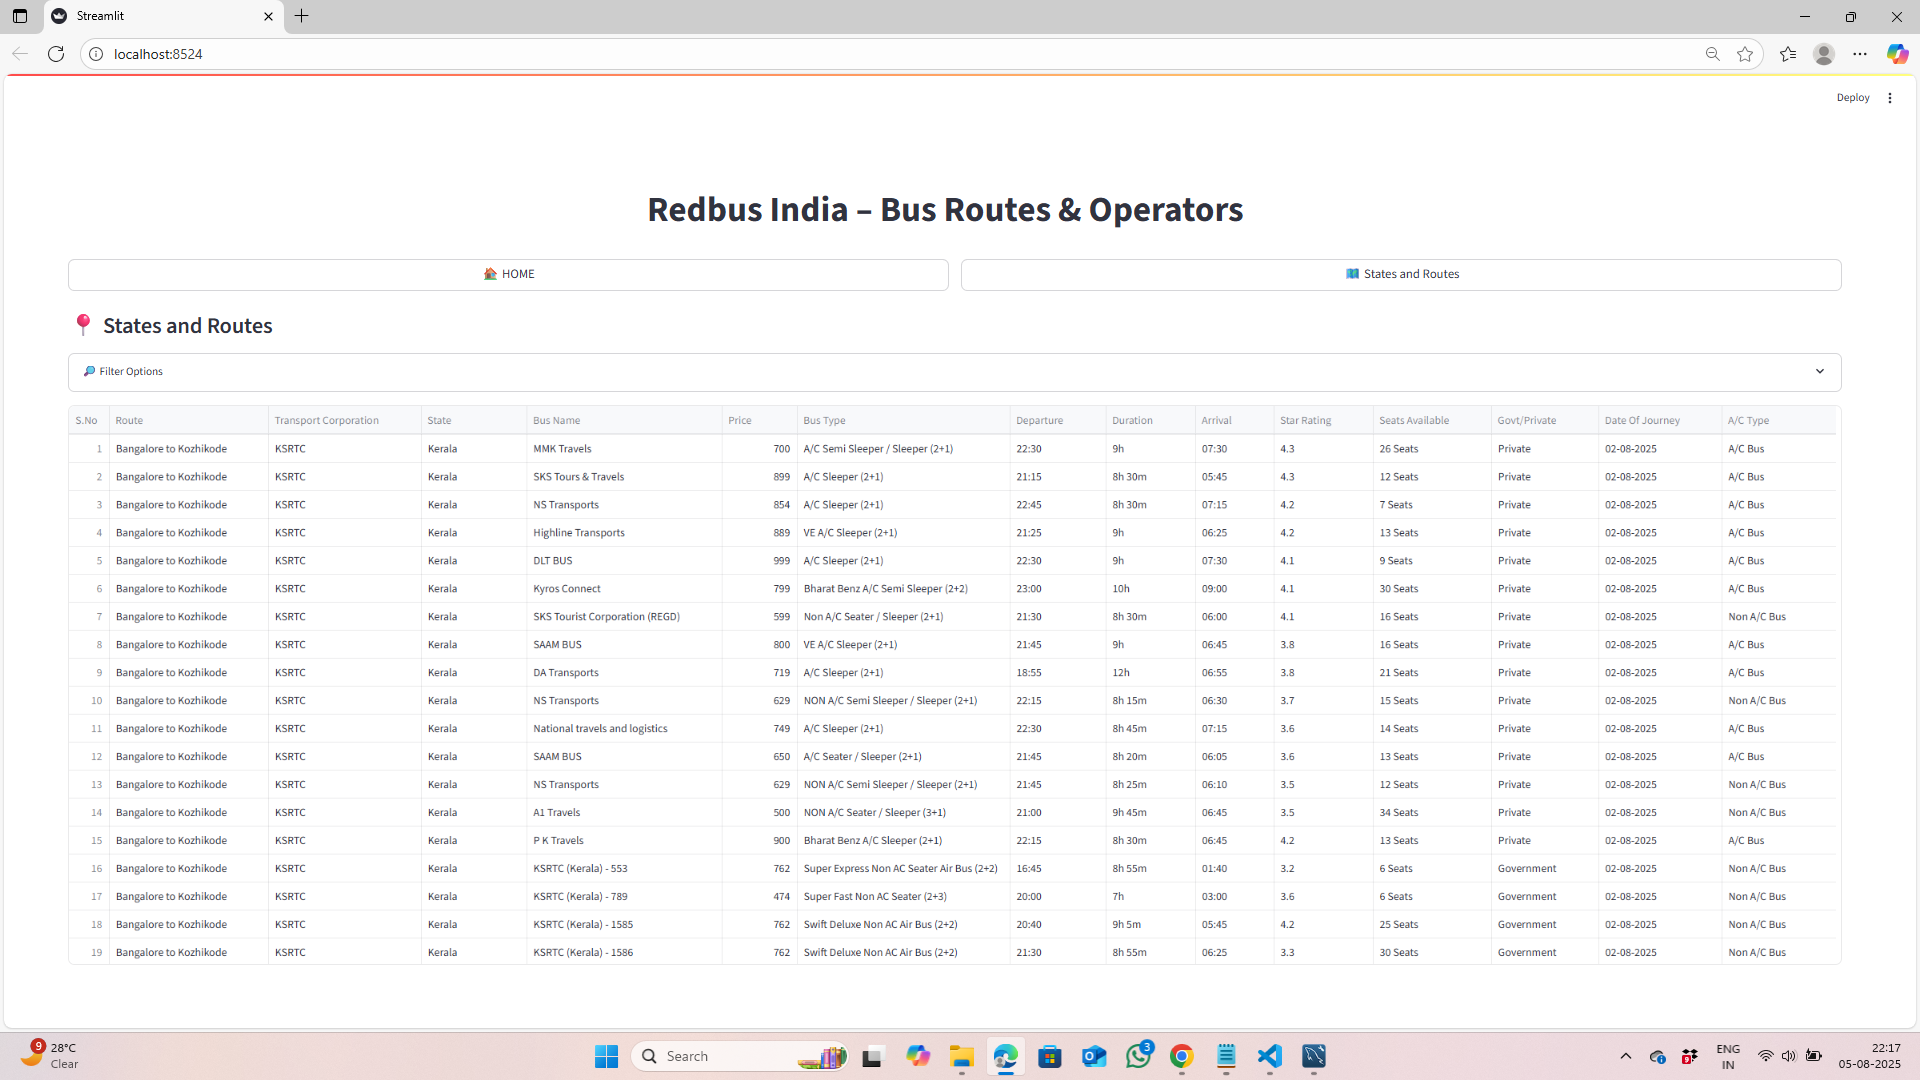 Streamlit
localhost:8524
Deploy
Redbus India – Bus Routes & Operators
HOME
States and Routes
States and Routes
Filter Options
S.No Route Transport Corporation State Bus Name Price Bus Type Departure Duration Arrival Star Rating Seats Available Govt/Private Date Of Journey A/C Type
1 Bangalore to Kozhikode KSRTC Kerala MMK Travels 700 A/C Semi Sleeper / Sleeper (2+1) 22:30 9h 07:30 4.3 26 Seats Private 02-08-2025 A/C Bus
2 Bangalore to Kozhikode KSRTC Kerala SKS Tours & Travels 899 A/C Sleeper (2+1) 21:15 8h 30m 05:45 4.3 12 Seats Private 02-08-2025 A/C Bus
3 Bangalore to Kozhikode KSRTC Kerala NS Transports 854 A/C Sleeper (2+1) 22:45 8h 30m 07:15 4.2 7 Seats Private 02-08-2025 A/C Bus
4 Bangalore to Kozhikode KSRTC Kerala Highline Transports 889 VE A/C Sleeper (2+1) 21:25 9h 06:25 4.2 13 Seats Private 02-08-2025 A/C Bus
5 Bangalore to Kozhikode KSRTC Kerala DLT BUS 999 A/C Sleeper (2+1) 22:30 9h 07:30 4.1 9 Seats Private 02-08-2025 A/C Bus
6 Bangalore to Kozhikode KSRTC Kerala Kyros Connect 799 Bharat Benz A/C Semi Sleeper (2+2) 23:00 10h 09:00 4.1 30 Seats Private 02-08-2025 A/C Bus
7 Bangalore to Kozhikode KSRTC Kerala SKS Tourist Corporation (REGD) 599 Non A/C Seater / Sleeper (2+1) 21:30 8h 30m 06:00 4.1 16 Seats Private 02-08-2025 Non A/C Bus
8 Bangalore to Kozhikode KSRTC Kerala SAAM BUS 800 VE A/C Sleeper (2+1) 21:45 9h 06:45 3.8 16 Seats Private 02-08-2025 A/C Bus
9 Bangalore to Kozhikode KSRTC Kerala DA Transports 719 A/C Sleeper (2+1) 18:55 12h 06:55 3.8 21 Seats Private 02-08-2025 A/C Bus
10 Bangalore to Kozhikode KSRTC Kerala NS Transports 629 NON A/C Semi Sleeper / Sleeper (2+1) 22:15 8h 15m 06:30 3.7 15 Seats Private 02-08-2025 Non A/C Bus
11 Bangalore to Kozhikode KSRTC Kerala National travels and logistics 749 A/C Sleeper (2+1) 22:30 8h 45m 07:15 3.6 14 Seats Private 02-08-2025 A/C Bus
12 Bangalore to Kozhikode KSRTC Kerala SAAM BUS 650 A/C Seater / Sleeper (2+1) 21:45 8h 20m 06:05 3.6 13 Seats Private 02-08-2025 A/C Bus
13 Bangalore to Kozhikode KSRTC Kerala NS Transports 629 NON A/C Semi Sleeper / Sleeper (2+1) 21:45 8h 25m 06:10 3.5 12 Seats Private 02-08-2025 Non A/C Bus
14 Bangalore to Kozhikode KSRTC Kerala A1 Travels 500 NON A/C Seater / Sleeper (3+1) 21:00 9h 45m 06:45 3.5 34 Seats Private 02-08-2025 Non A/C Bus
15 Bangalore to Kozhikode KSRTC Kerala P K Travels 900 Bharat Benz A/C Sleeper (2+1) 22:15 8h 30m 06:45 4.2 13 Seats Private 02-08-2025 A/C Bus
16 Bangalore to Kozhikode KSRTC Kerala KSRTC (Kerala) - 553 762 Super Express Non AC Seater Air Bus (2+2) 16:45 8h 55m 01:40 3.2 6 Seats Government 02-08-2025 Non A/C Bus
17 Bangalore to Kozhikode KSRTC Kerala KSRTC (Kerala) - 789 474 Super Fast Non AC Seater (2+3) 20:00 7h 03:00 3.6 6 Seats Government 02-08-2025 Non A/C Bus
18 Bangalore to Kozhikode KSRTC Kerala KSRTC (Kerala) - 1585 762 Swift Deluxe Non AC Air Bus (2+2) 20:40 9h 5m 05:45 4.2 25 Seats Government 02-08-2025 Non A/C Bus
19 Bangalore to Kozhikode KSRTC Kerala KSRTC (Kerala) - 1586 762 Swift Deluxe Non AC Air Bus (2+2) 21:30 8h 55m 06:25 3.3 30 Seats Government 02-08-2025 Non A/C Bus
9
28°C
Clear
Search
3
9
ENG
IN
22:17
05-08-2025